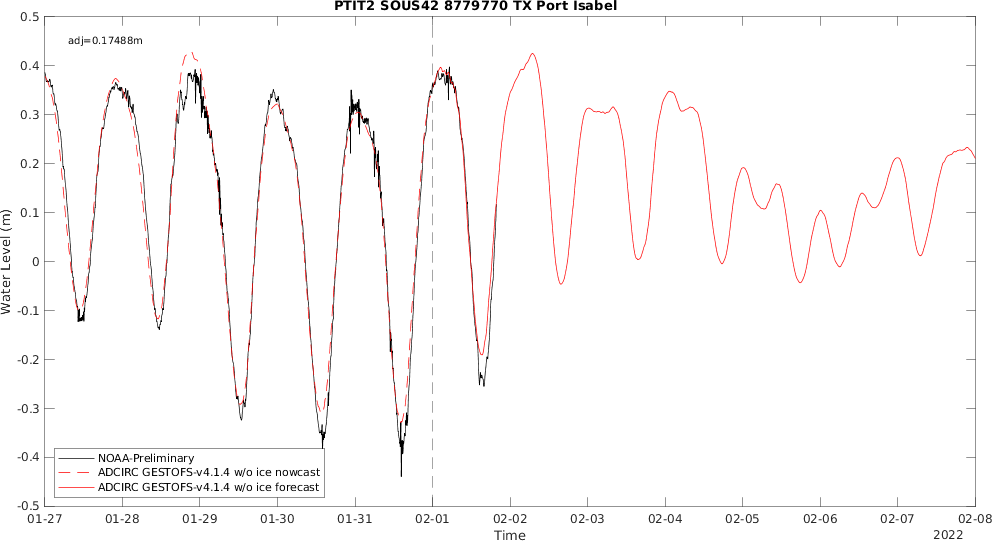 PTIT2 SOUS42 8779770 TX Port Isabel
adj=0.17488m
0.5
0.4
0.3
0.2
0.1
0
-0.1
-0.2
-0.3
-0.4
-0.5
Water Level (m)
NOAA-Preliminary
ADCIRC GESTOFS-v4.1.4 w/o ice nowcast
ADCIRC GESTOFS-v4.1.4 w/o ice forecast
01-27 01-28 01-29 01-30 01-31 02-01 02-02 02-03 02-04 02-05 02-06 02-07 02-08
Time
2022